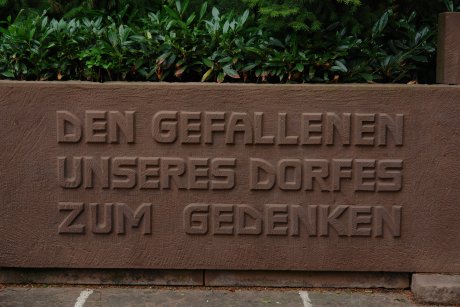 DEN GEFALLENEN
UNSERES DORFES
ZUM GEDENKEN